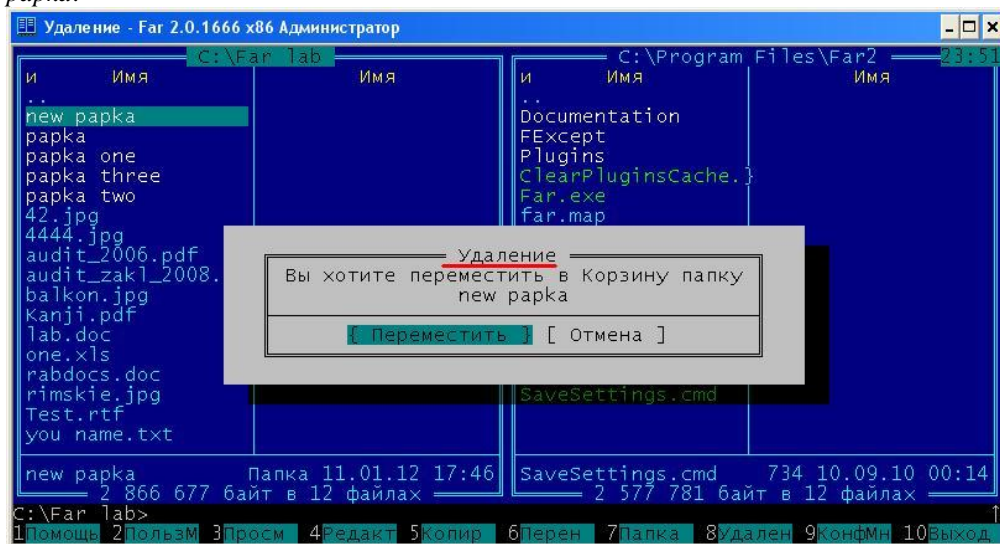 papka.
Удаление - Far 2.0.1666 x86 Администратор
C:\Far lab
C:\Program Files\Far2
23:51
и Имя Имя
и Имя Имя
..
new papka
papka
papka one
papka three
papka two
42.jpg
4444.jpg
audit_2006.pdf
audit_zakl_2008.
balkon.jpg
Kanji.pdf
lab.doc
one.xls
rabdocs.doc
rimskie.jpg
Test.rtf
you name.txt
..
Documentation
FExcept
Plugins
ClearPluginsCache.}
Far.exe
far.map
SaveSettings.cmd
Удаление
Вы хотите переместить в Корзину папку
new papka
{ Переместить } [ Отмена ]
new papka Папка 11.01.12 17:46
2 866 677 байт в 12 файлах
SaveSettings.cmd 734 10.09.10 00:14
2 577 781 байт в 12 файлах
C:\Far lab>
1Помощь 2ПользМ 3Просм 4Редакт 5Копир 6Перен 7Папка 8Удален 9КонфМн 10Выход